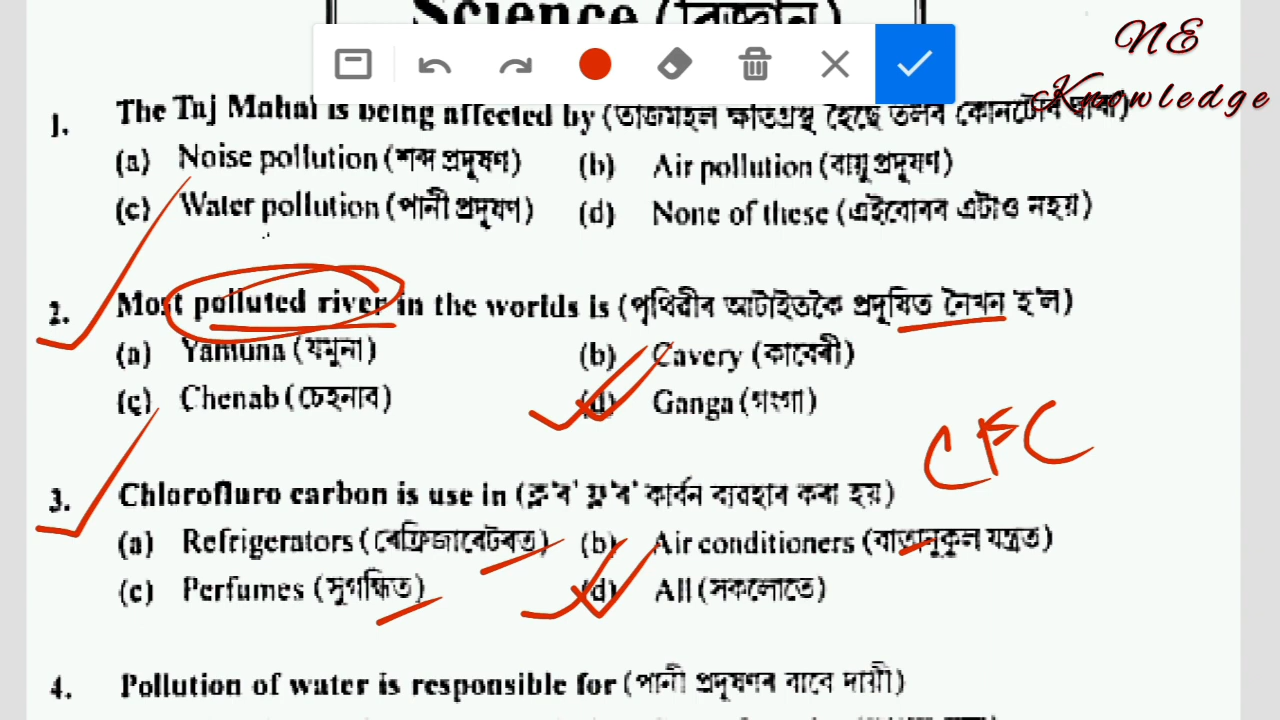 Science (বিজ্ঞান)
NE Knowledge
1. The Taj Mahal is being affected by (তাজমহল ক্ষতিগ্ৰস্থ হৈছে তলৰ কোনটোৰ দ্বাৰা)
(a) Noise pollution (শব্দ প্ৰদূষণ) (b) Air pollution (বায়ু প্ৰদূষণ)
(c) Water pollution (পানী প্ৰদূষণ) (d) None of these (এইবোৰৰ এটাও নহয়)
2. Most polluted river in the worlds is (পৃথিৱীৰ আটাইতকৈ প্ৰদূষিত নৈখন হ'ল)
(a) Yamuna (যমুনা) (b) Cavery (কাবেৰী)
(c) Chenab (চেহনাব) (d) Ganga (গংগা)
CFC
3. Chlorofluro carbon is use in (ক্ল'ৰ' ফ্লু'ৰ' কাৰ্বন ব্যৱহাৰ কৰা হয়)
(a) Refrigerators (ৰেফ্ৰিজাৰেটৰত) (b) Air conditioners (বাতানুকুল যন্ত্ৰত)
(c) Perfumes (সুগন্ধিত) (d) All (সকলোতে)
4. Pollution of water is responsible for (পানী প্ৰদূষণৰ বাবে দায়ী)